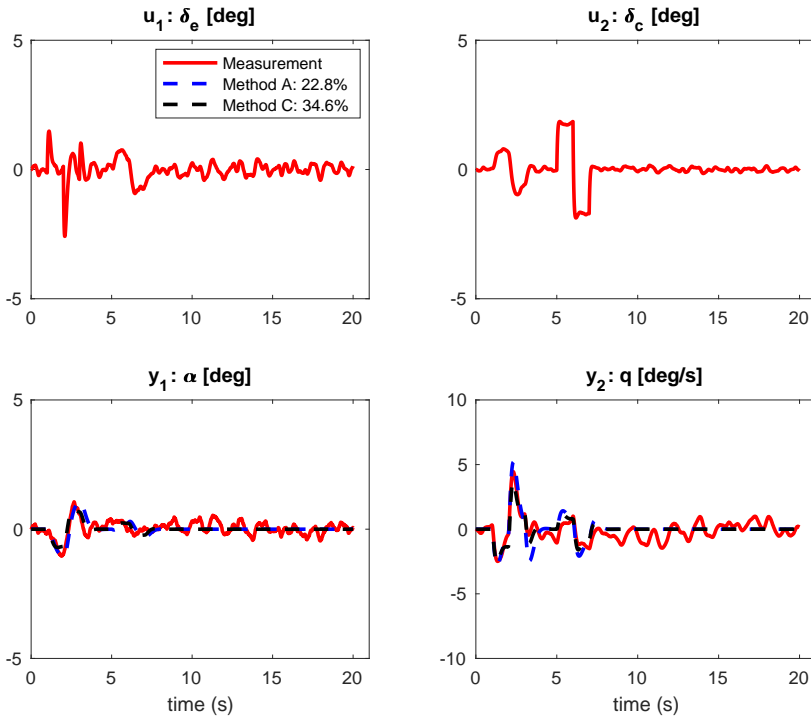 u₁: δₑ [deg]
5
0
-5
0 5 10 15 20
Measurement
Method A: 22.8%
Method C: 34.6%
u₂: δ_c [deg]
5
0
-5
0 5 10 15 20
y₁: α [deg]
5
0
-5
0 5 10 15 20
time (s)
y₂: q [deg/s]
10
5
0
-5
-10
0 5 10 15 20
time (s)